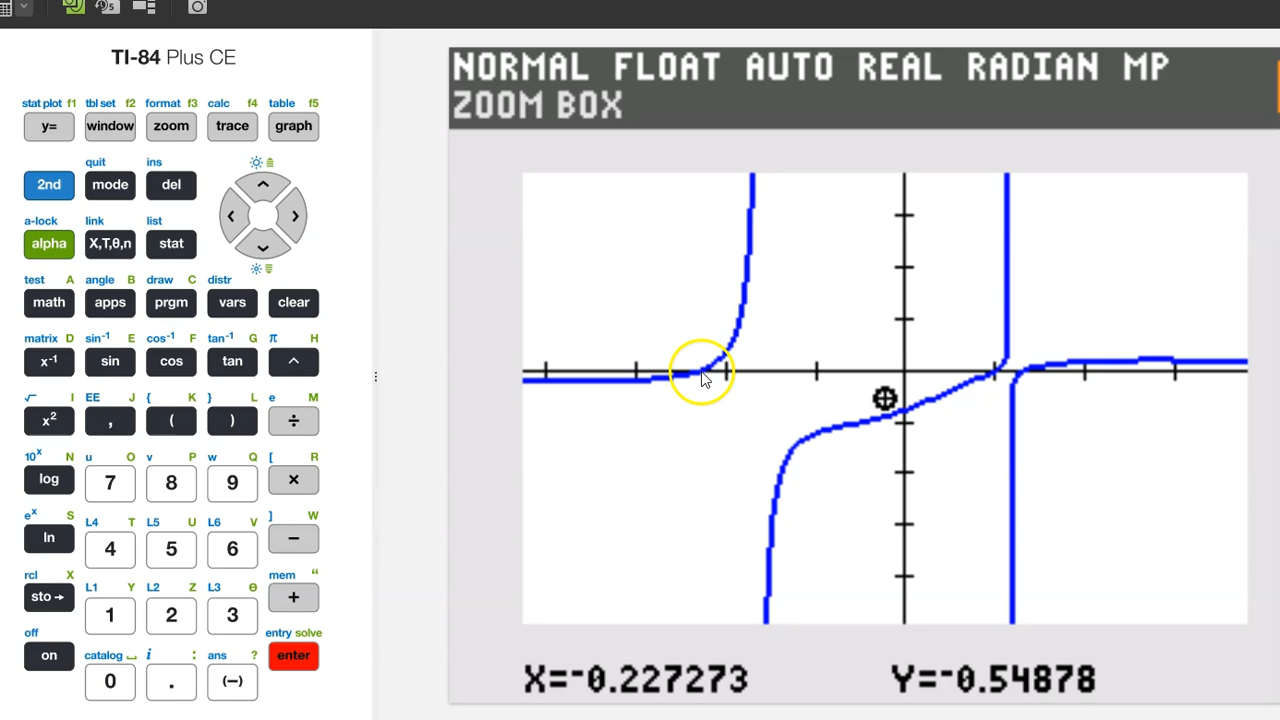 TI-84 Plus CE
NORMAL FLOAT AUTO REAL RADIAN MP
ZOOM BOX
stat plot f1 tbl set f2 format f3 calc f4 table f5
y= window zoom trace graph
quit ins
2nd mode del
a-lock link list
alpha X,T,θ,n stat
test A angle B draw C distr
math apps prgm vars clear
matrix D sin⁻¹ E cos⁻¹ F tan⁻¹ G π H
x⁻¹ sin cos tan ^
√ I EE J { K } L e M
x² , ( ) ÷
10ˣ N u O v P w Q [ R
log 7 8 9 ×
eˣ S L4 T L5 U L6 V ] W
ln 4 5 6 −
rcl X L1 Y L2 Z L3 θ mem “
sto→ 1 2 3 +
off catalog ⎵ i : ans ? entry solve
on 0 . (−) enter
X=⁻0.227273 Y=⁻0.54878